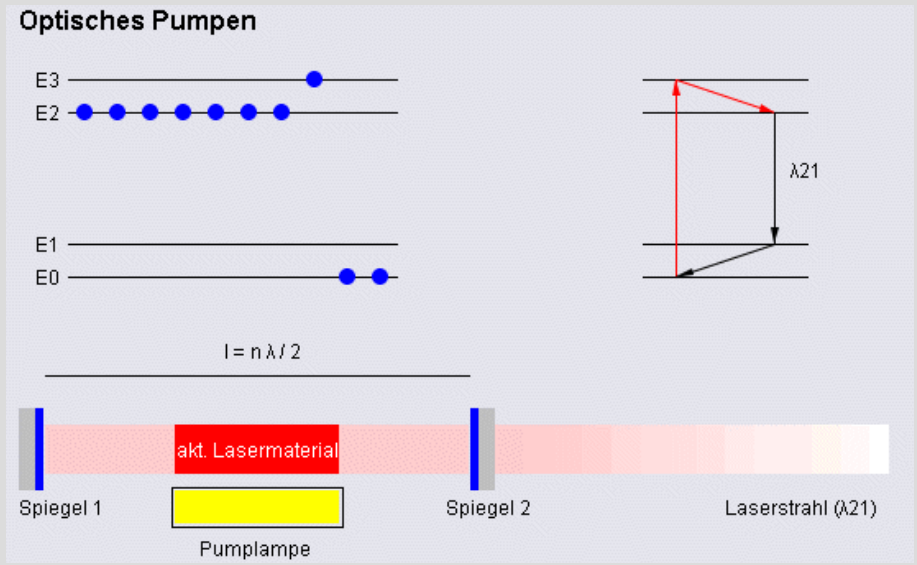 Optisches Pumpen
E3
E2
λ21
E1
E0
l = n λ / 2
akt. Lasermaterial
Spiegel 1
Spiegel 2
Laserstrahl (λ21)
Pumplampe